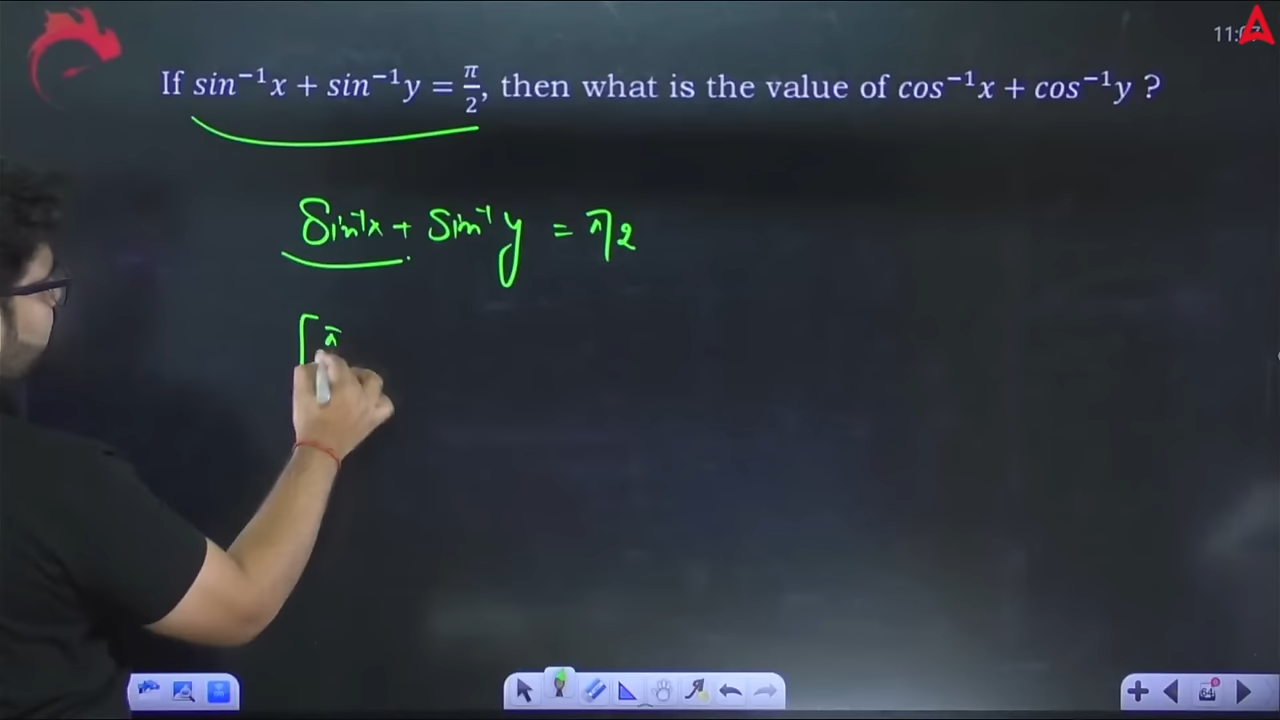 If sin⁻¹x + sin⁻¹y = π/2, then what is the value of cos⁻¹x + cos⁻¹y ?
Sin⁻¹x + Sin⁻¹y = π/2
[π
64